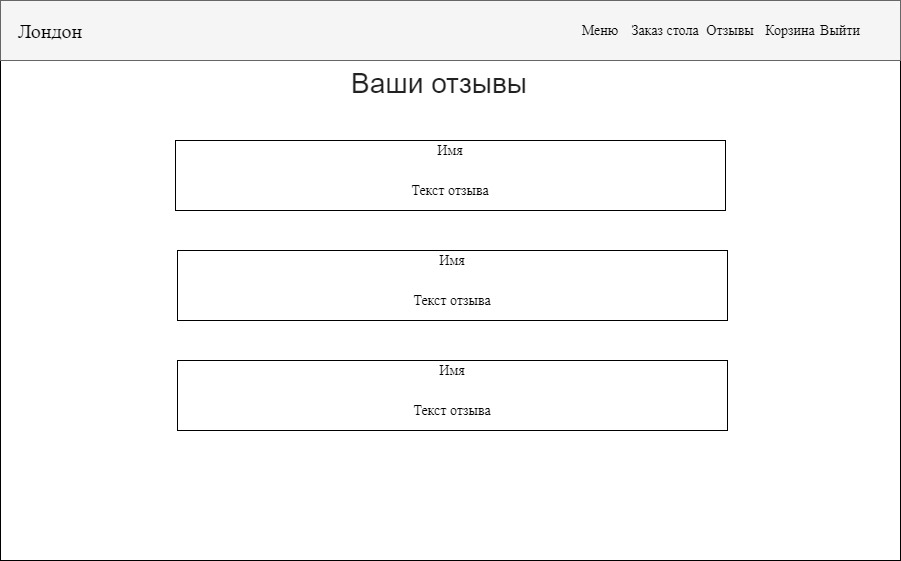 Лондон
Меню Заказ стола Отзывы Корзина Выйти
Ваши отзывы
Имя
Текст отзыва
Имя
Текст отзыва
Имя
Текст отзыва